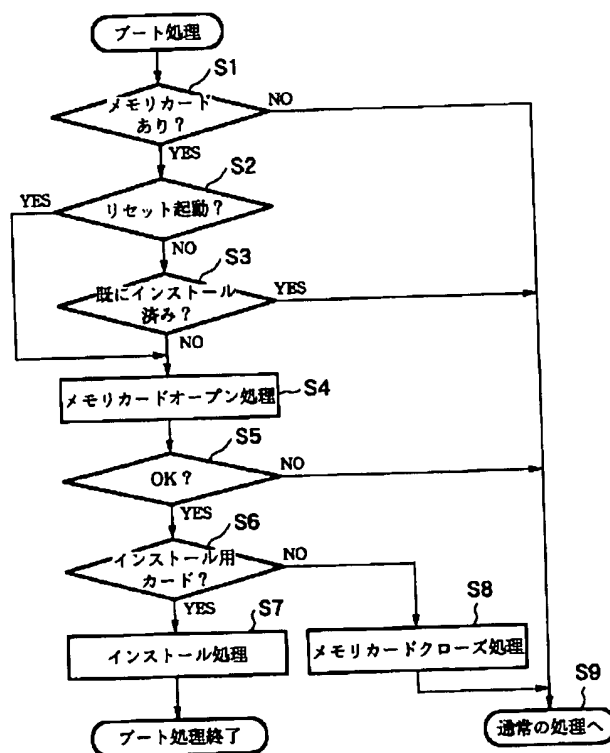 ブート処理
S1
メモリカード
あり?
NO
YES
S2
YES
リセット起動?
NO
S3
既にインストール
済み?
YES
NO
メモリカードオープン処理
S4
S5
OK?
NO
YES
S6
インストール用
カード?
NO
YES
S7
S8
インストール処理
メモリカードクローズ処理
S9
ブート処理終了
通常の処理へ